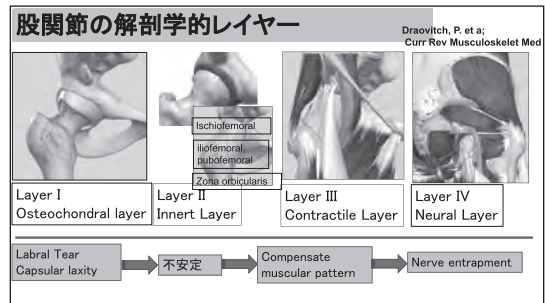 股関節の解剖学的レイヤー
Draovitch, P. et a;
Curr Rev Musculoskelet Med
Ischiofemoral
iliofemoral,
pubofemoral
Zona orbicularis
Layer I
Osteochondral layer
Layer II
Innert Layer
Layer III
Contractile Layer
Layer IV
Neural Layer
Labral Tear
Capsular laxity
不安定
Compensate
muscular pattern
Nerve entrapment